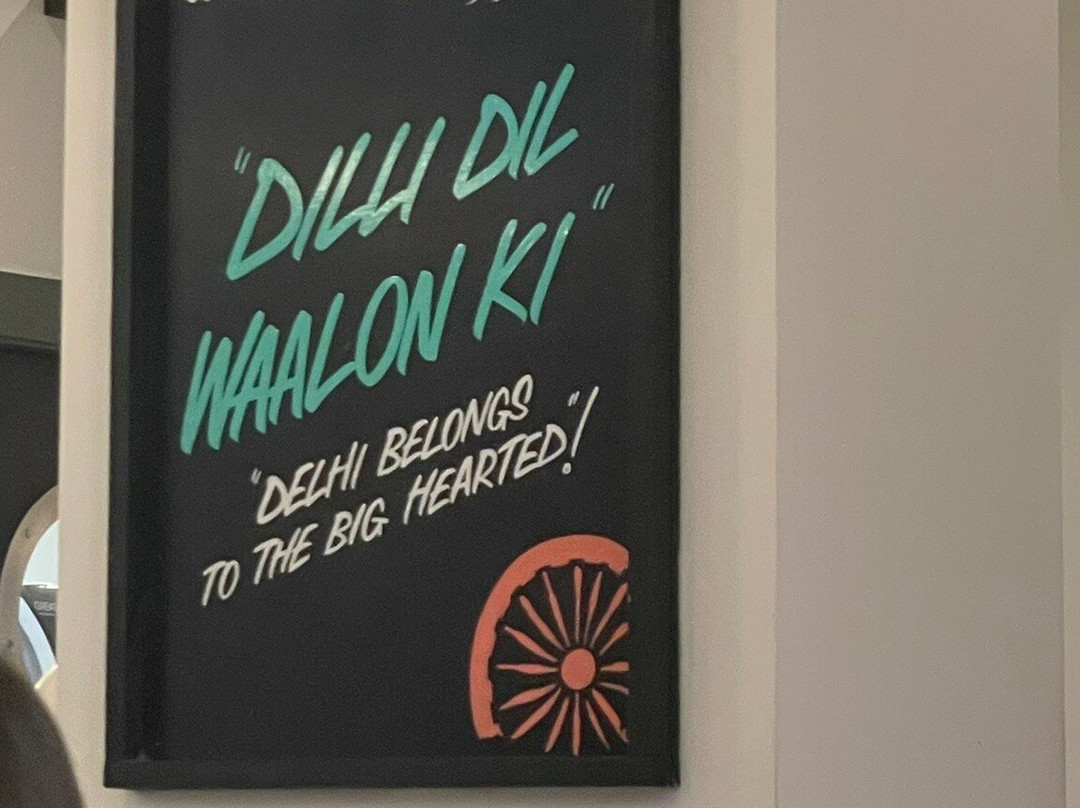 "DILLI DIL
WAALON KI"
"DELHI BELONGS
TO THE BIG HEARTED"!